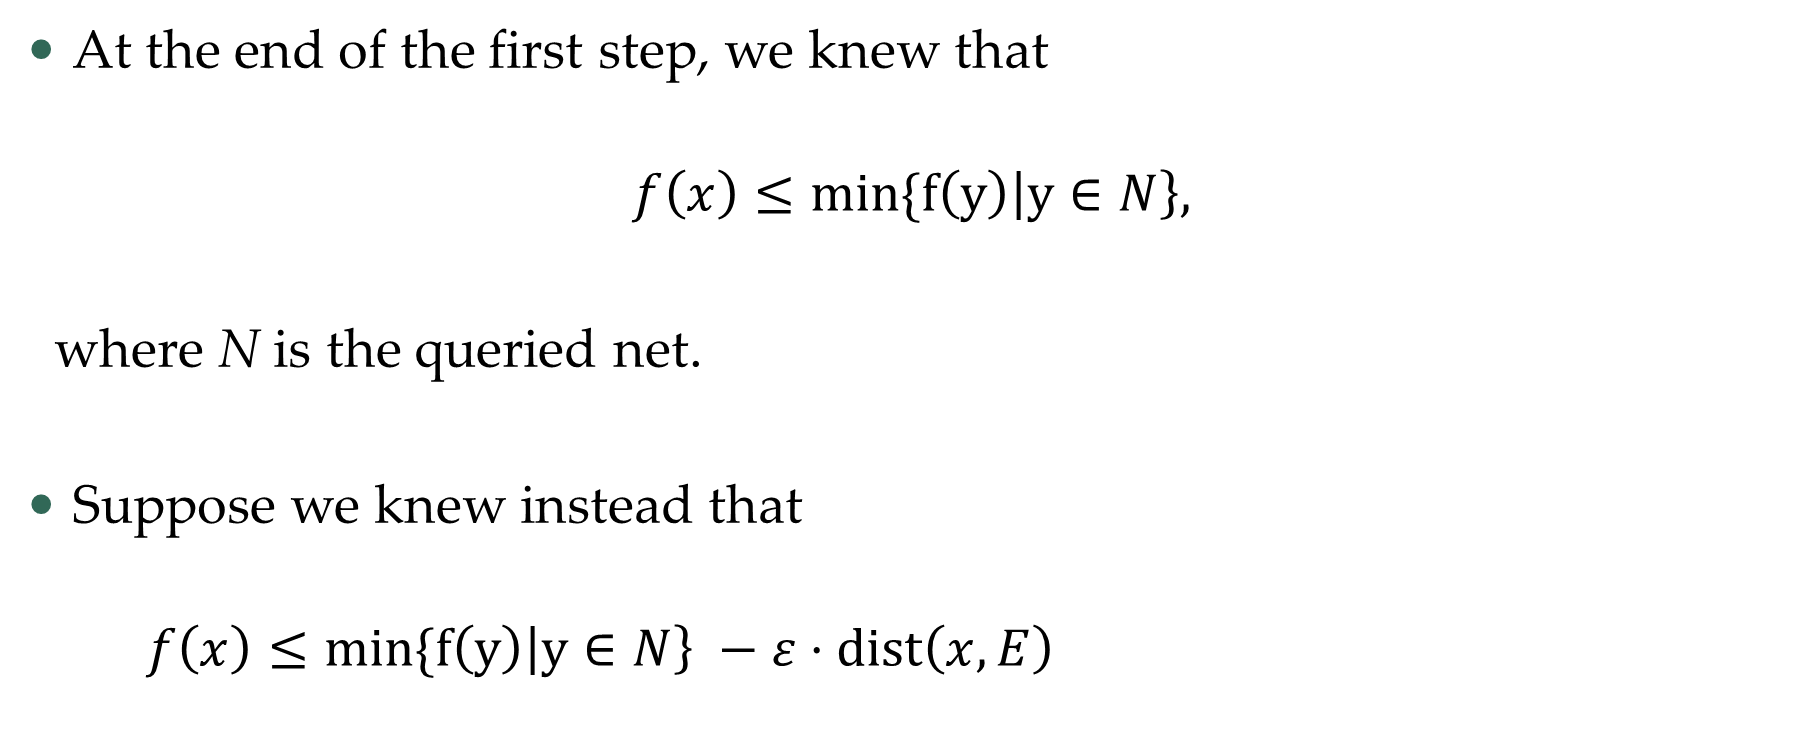 • At the end of the first step, we knew that
f(x) ≤ min{f(y)|y ∈ N},
where N is the queried net.
• Suppose we knew instead that
f(x) ≤ min{f(y)|y ∈ N} − ε · dist(x, E)